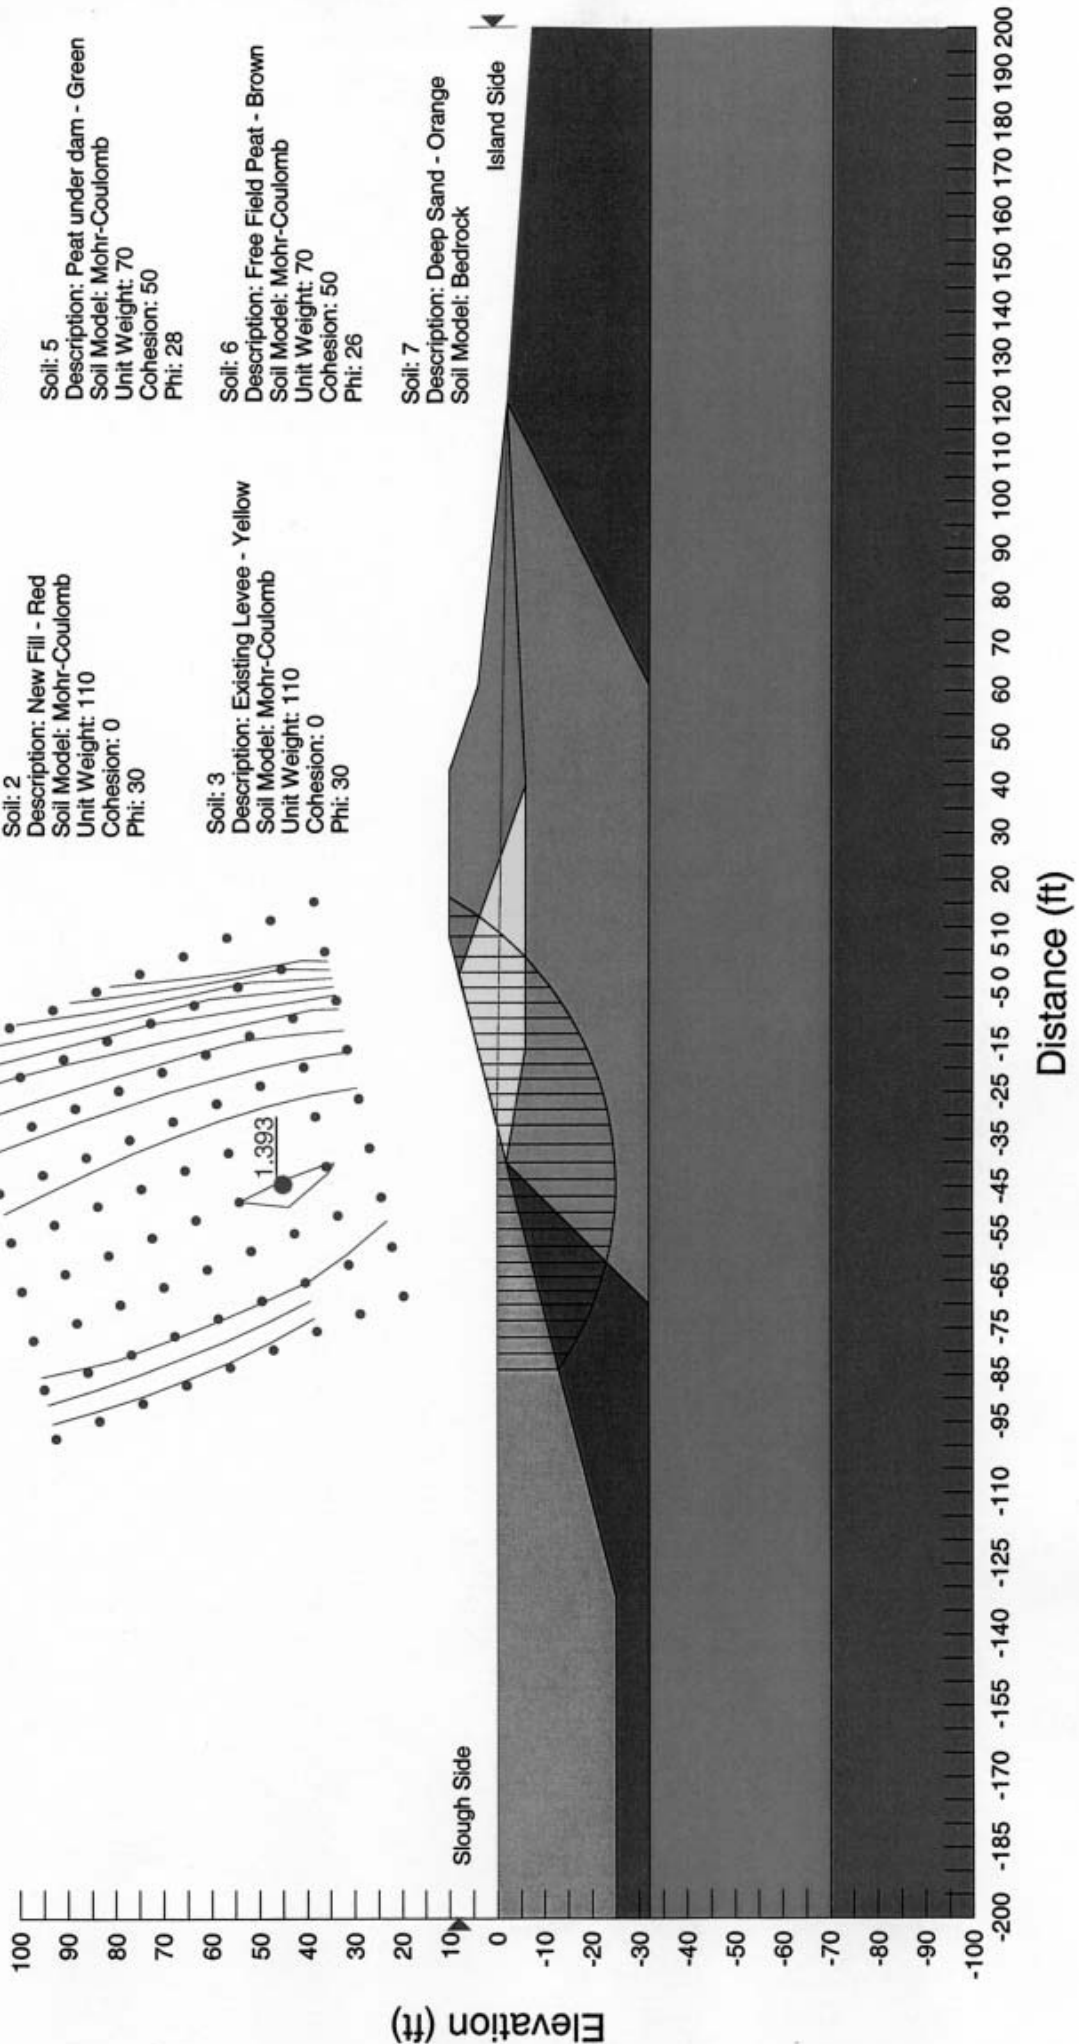 Soil: 2
Description: New Fill - Red
Soil Model: Mohr-Coulomb
Unit Weight: 110
Cohesion: 0
Phi: 30
Soil: 3
Description: Existing Levee - Yellow
Soil Model: Mohr-Coulomb
Unit Weight: 110
Cohesion: 0
Phi: 30
Soil: 5
Description: Peat under dam - Green
Soil Model: Mohr-Coulomb
Unit Weight: 70
Cohesion: 50
Phi: 28
Soil: 6
Description: Free Field Peat - Brown
Soil Model: Mohr-Coulomb
Unit Weight: 70
Cohesion: 50
Phi: 26
Soil: 7
Description: Deep Sand - Orange
Soil Model: Bedrock
1.393
Slough Side
Island Side
Elevation (ft)
100
90
80
70
60
50
40
30
20
10
0
-10
-20
-30
-40
-50
-60
-70
-80
-90
-100
-200 -185 -170 -155 -140 -125 -110 -95 -85 -75 -65 -55 -45 -35 -25 -15 -5 0 5 10 20 30 40 50 60 70 80 90 100 110 120 130 140 150 160 170 180 190 200
Distance (ft)